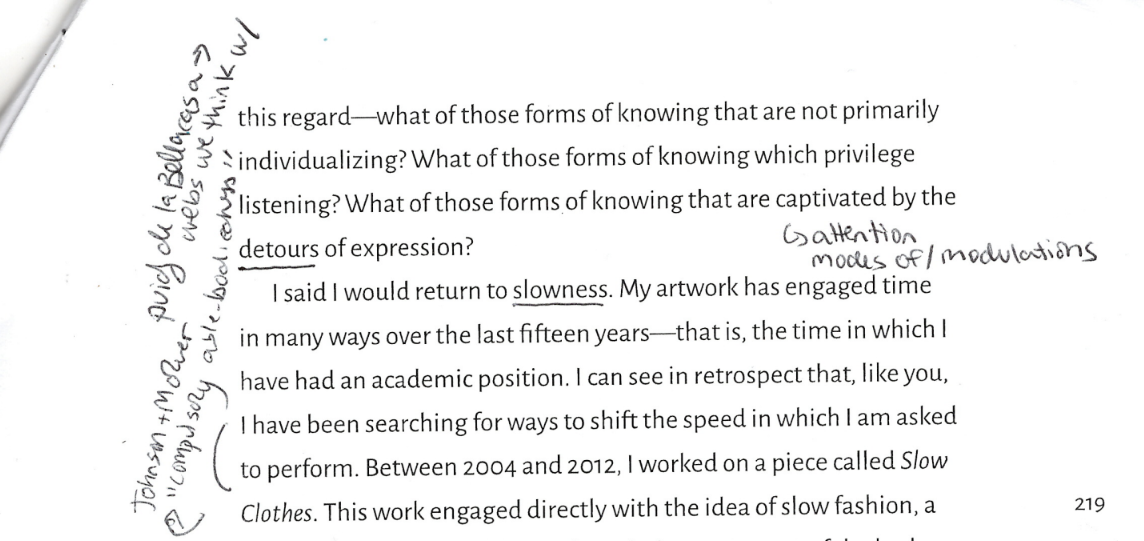 this regard—what of those forms of knowing that are not primarily
individualizing? What of those forms of knowing which privilege
listening? What of those forms of knowing that are captivated by the
detours of expression?
↳ attention
modes of / modulations
I said I would return to slowness. My artwork has engaged time
in many ways over the last fifteen years—that is, the time in which I
have had an academic position. I can see in retrospect that, like you,
I have been searching for ways to shift the speed in which I am asked
to perform. Between 2004 and 2012, I worked on a piece called Slow
Clothes. This work engaged directly with the idea of slow fashion, a
219
puig de la Bellacasa →
webs we think w/
Johnson +
"compulsory able-bodiedness"